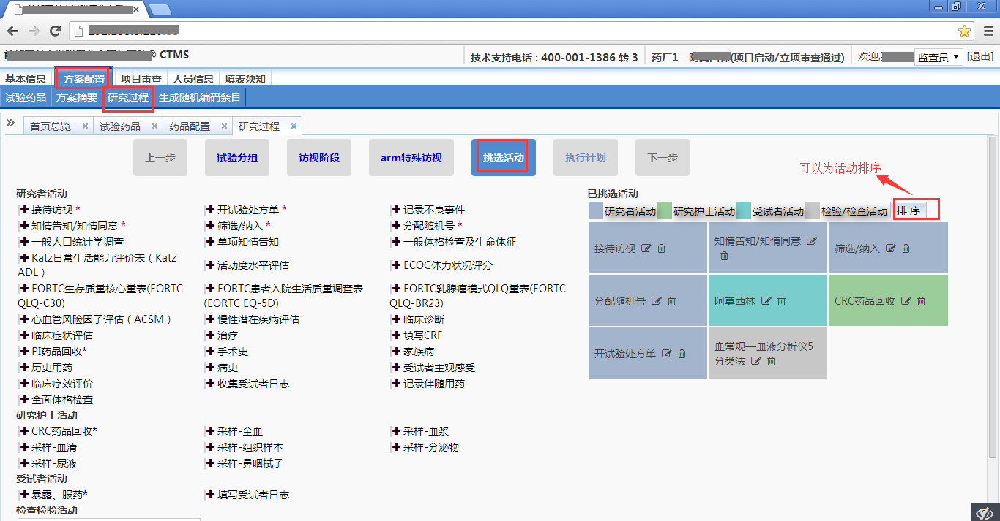 ® CTMS
技术支持电话：400-001-1386 转 3
药厂1 -
(项目启动/立项审查通过)
欢迎,
监查员
[退出]
基本信息 方案配置 项目审查 人员信息 填表须知
试验药品 方案摘要 研究过程 生成随机编码条目
首页总览 × 试验药品 × 药品配置 × 研究过程 ×
上一步 试验分组 访视阶段 arm特殊访视 挑选活动 执行计划 下一步
可以为活动排序
研究者活动
接待访视 * 开试验处方单 * 记录不良事件
知情告知/知情同意 * 筛选/纳入 * 分配随机号 *
一般人口统计学调查 单项知情告知 一般体格检查及生命体征
Katz日常生活能力评价表（Katz
ADL） 活动度水平评估 ECOG体力状况评分
EORTC生存质量核心量表(EORTC
QLQ-C30)
EORTC患者入院生活质量调查表
(EORTC EQ-5D)
EORTC乳腺癌模式QLQ量表(EORTC
QLQ-BR23)
心血管风险因子评估（ACSM） 慢性潜在疾病评估 临床诊断
临床症状评估 治疗 填写CRF
PI药品回收* 手术史 家族病
历史用药 病史 受试者主观感受
临床疗效评价 收集受试者日志 记录伴随用药
全面体格检查
研究护士活动
CRC药品回收* 采样-全血 采样-血浆
采样-血清 采样-组织样本 采样-分泌物
采样-尿液 采样-鼻咽拭子
受试者活动
暴露、服药* 填写受试者日志
检查检验活动
已挑选活动
研究者活动 研究护士活动 受试者活动 检验/检查活动 排 序
接待访视 知情告知/知情同意 筛选/纳入
分配随机号 阿莫西林 CRC药品回收
开试验处方单
血常规—血液分析仪5
分类法